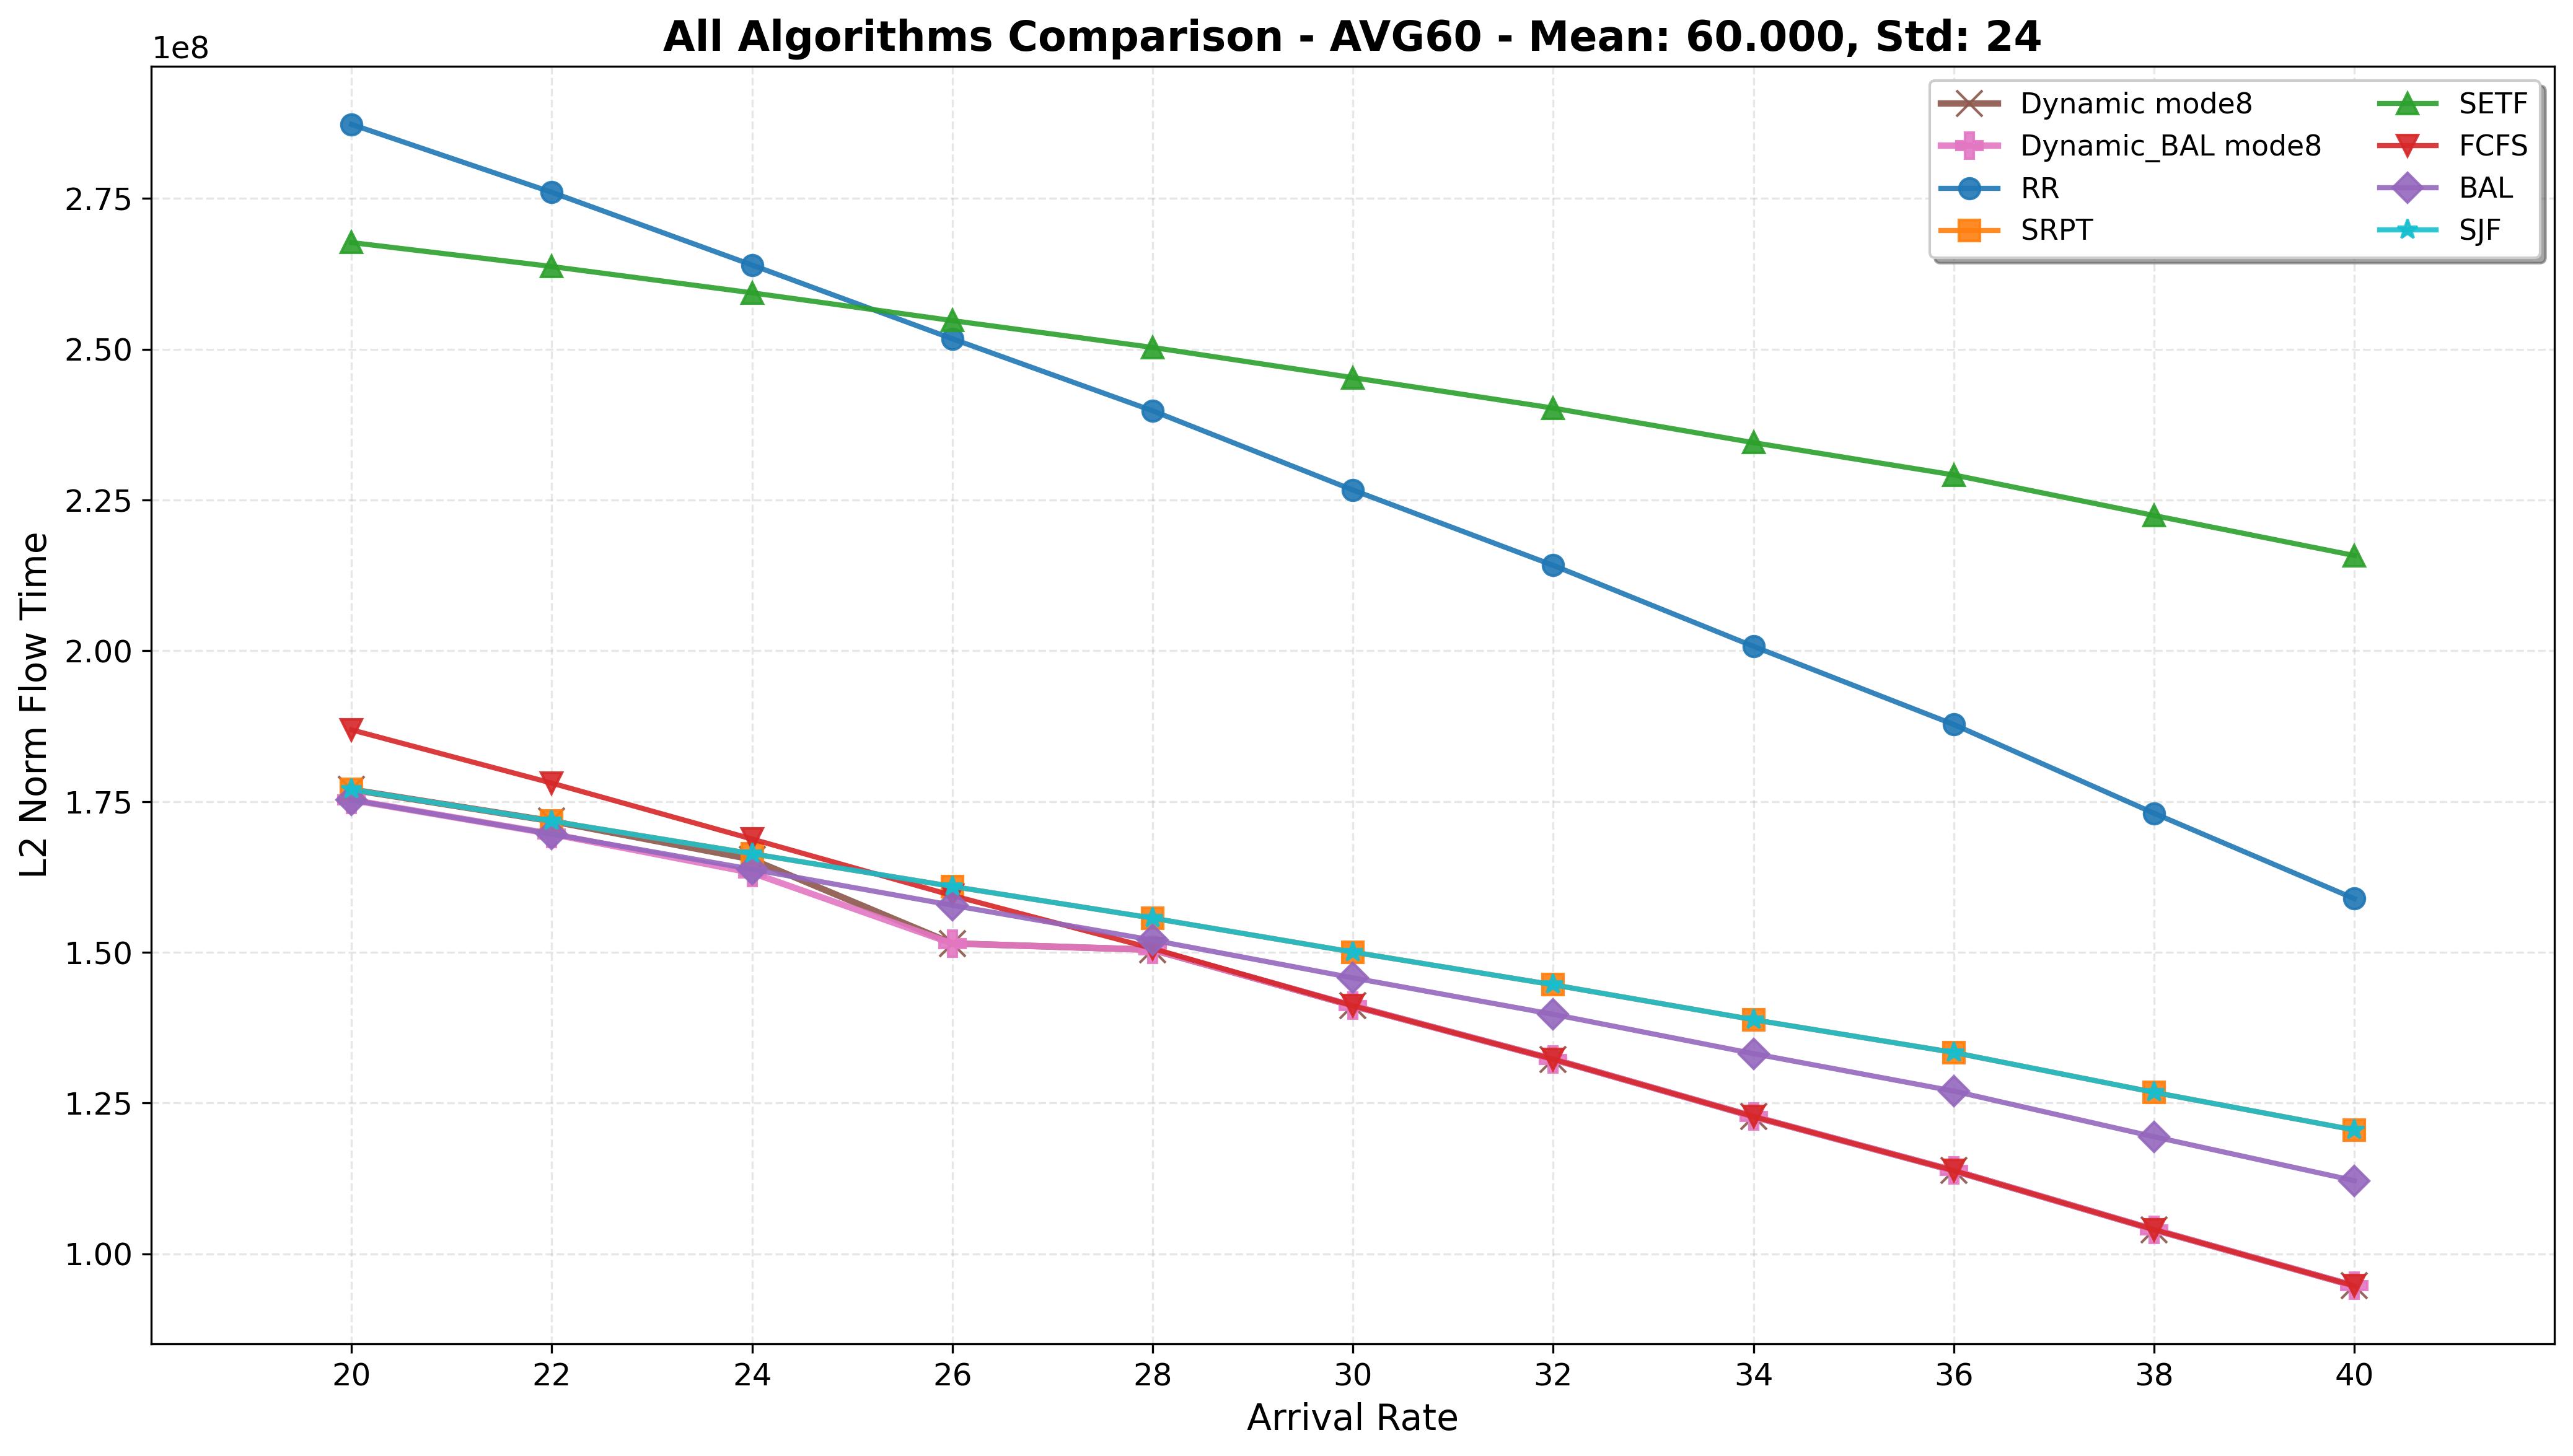 All Algorithms Comparison - AVG60 - Mean: 60.000, Std: 24
1e8
Dynamic mode8
Dynamic_BAL mode8
RR
SRPT
SETF
FCFS
BAL
SJF
2.75
2.50
2.25
2.00
1.75
1.50
1.25
1.00
L2 Norm Flow Time
20 22 24 26 28 30 32 34 36 38 40
Arrival Rate